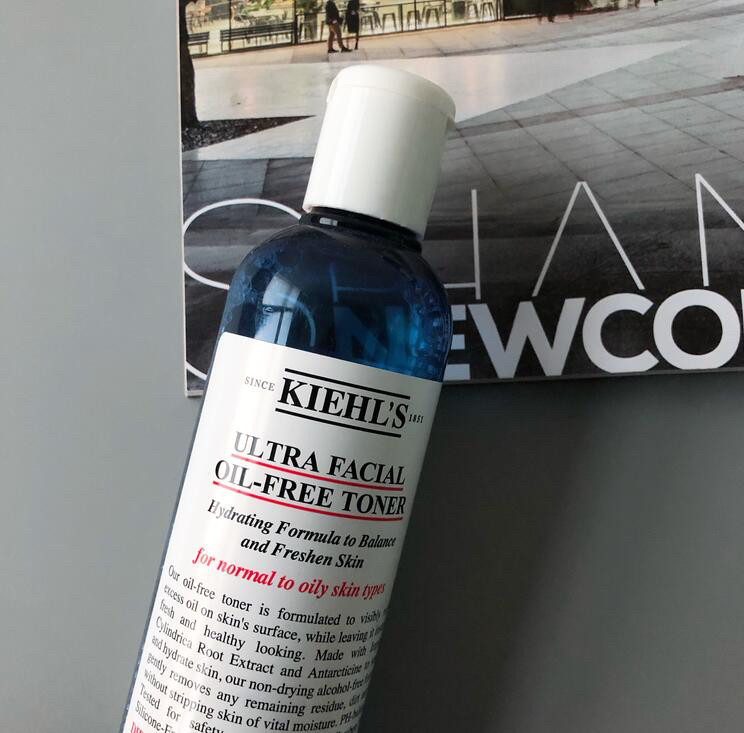 SHAN
NEWCO
SINCE KIEHL'S 1851
ULTRA FACIAL
OIL-FREE TONER
Hydrating Formula to Balance
and Freshen Skin
for normal to oily skin types
Our oil-free toner is formulated to visibly
excess oil on skin's surface, while leaving it
fresh and healthy looking. Made with
Cylindrica Root Extract and Antarcticine
and hydrate skin, our non-drying alcohol-free
gently removes any remaining residue,
without stripping skin of vital moisture.
Tested for safety